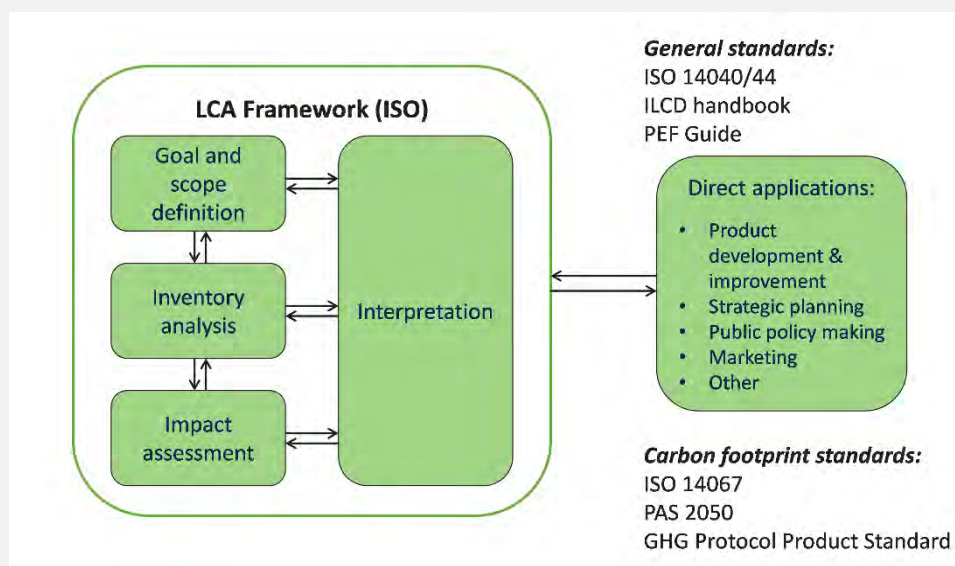 LCA Framework (ISO)
Goal and
scope
definition
Inventory
analysis
Impact
assessment
Interpretation
General standards:
ISO 14040/44
ILCD handbook
PEF Guide
Direct applications:
• Product
development &
improvement
• Strategic planning
• Public policy making
• Marketing
• Other
Carbon footprint standards:
ISO 14067
PAS 2050
GHG Protocol Product Standard